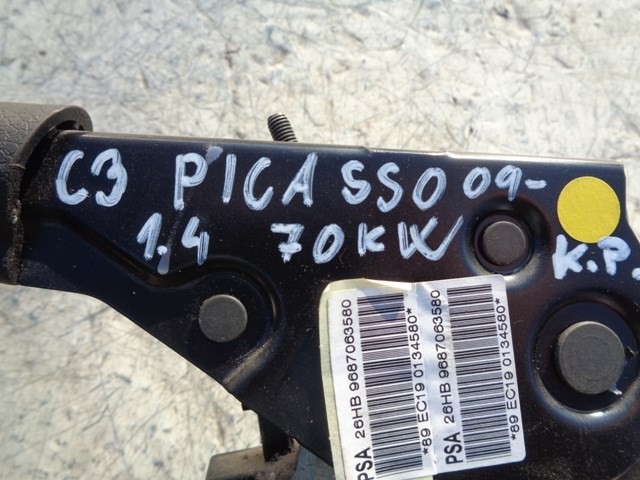 C3 PICASSO 09-
1.4 70KW K.P.
PSA 26HB 9687063580
*89 EC19 0134580*
PSA 26HB 9687063580
*89 EC19 0134580*